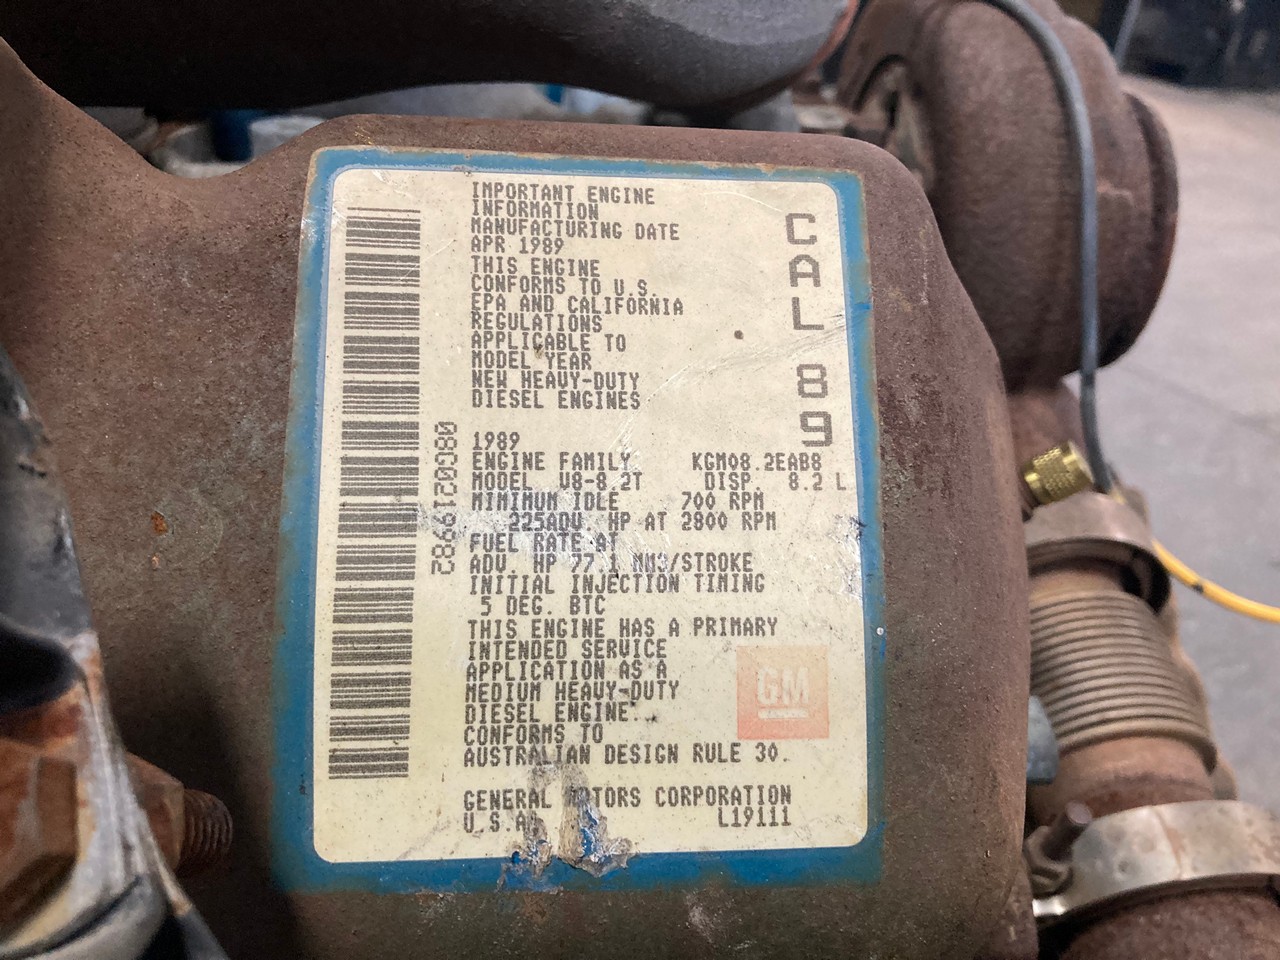 IMPORTANT ENGINE
INFORMATION
MANUFACTURING DATE
APR 1989
THIS ENGINE
CONFORMS TO U.S.
EPA AND CALIFORNIA
REGULATIONS
APPLICABLE TO
MODEL YEAR
NEW HEAVY-DUTY
DIESEL ENGINES
CAL 89
08G0219982
1989
ENGINE FAMILY KGM08.2EAB8
MODEL V8-8.2T DISP. 8.2 L
MINIMUM IDLE 700 RPM
225ADV. HP AT 2800 RPM
FUEL RATE AT
ADV. HP 77.1 MM3/STROKE
INITIAL INJECTION TIMING
5 DEG. BTC
THIS ENGINE HAS A PRIMARY
INTENDED SERVICE
APPLICATION AS A
MEDIUM HEAVY-DUTY
DIESEL ENGINE..
CONFORMS TO
AUSTRALIAN DESIGN RULE 30.
GM
GENERAL MOTORS CORPORATION
U.S.A. L19111